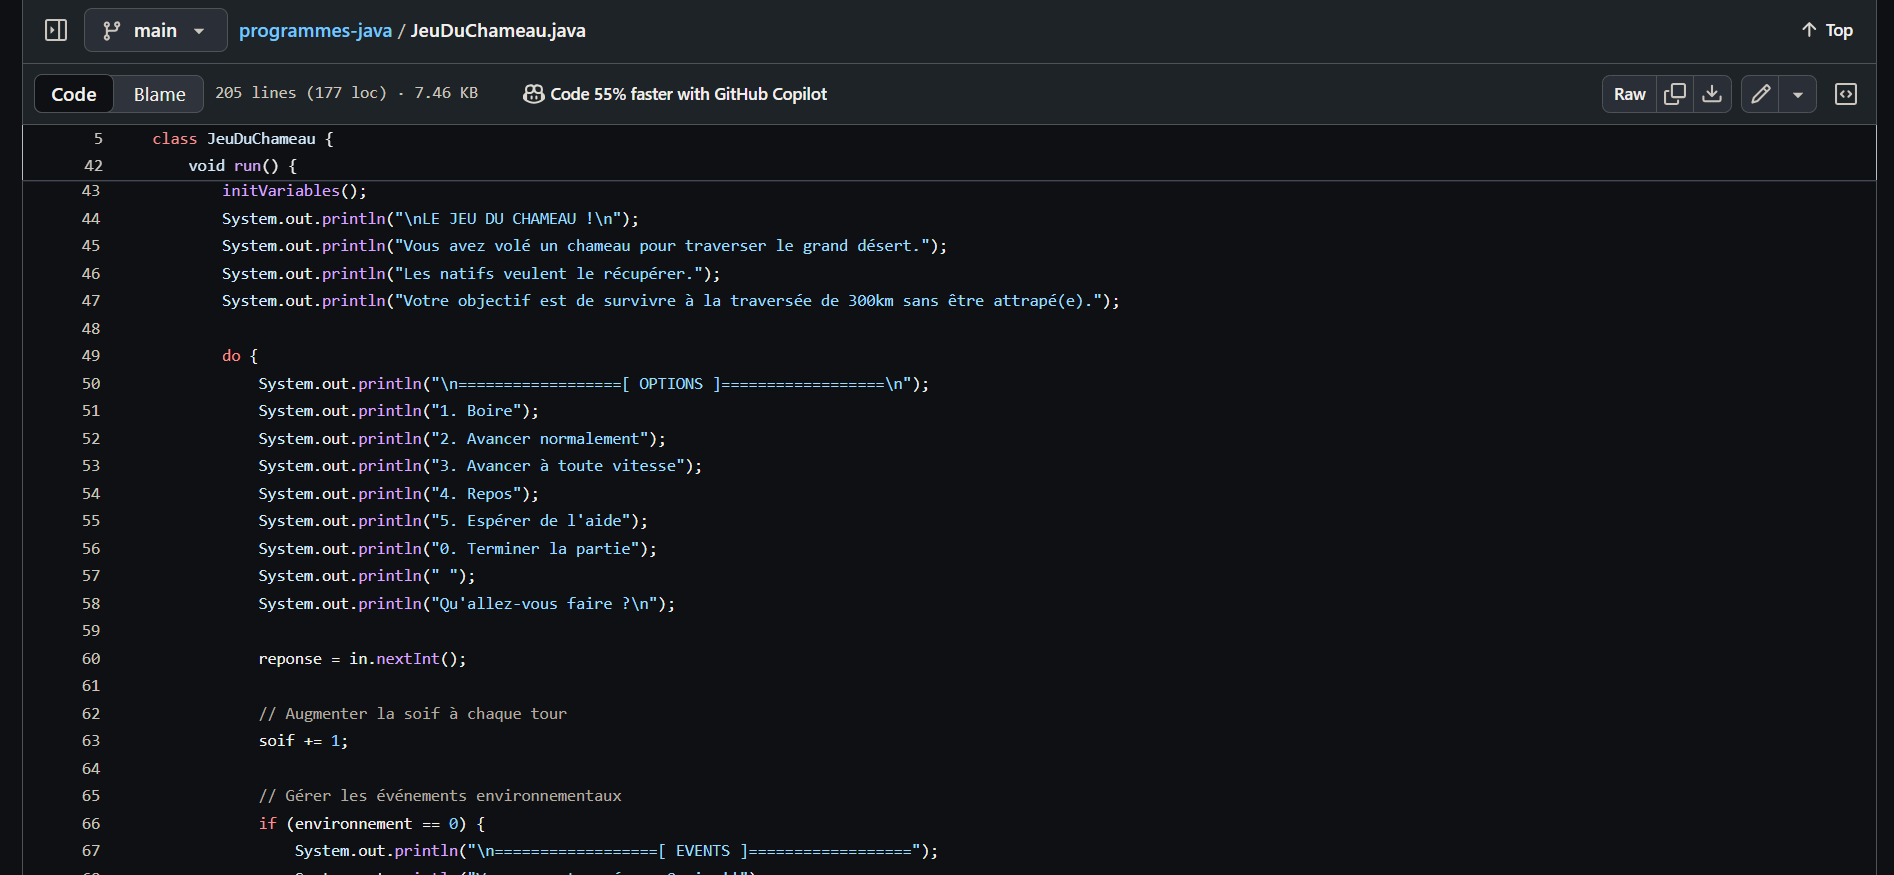 main programmes-java / JeuDuChameau.java Top
Code Blame 205 lines (177 loc) · 7.46 KB Code 55% faster with GitHub Copilot Raw
5 class JeuDuChameau {
42 void run() {
43 initVariables();
44 System.out.println("\nLE JEU DU CHAMEAU !\n");
45 System.out.println("Vous avez volé un chameau pour traverser le grand désert.");
46 System.out.println("Les natifs veulent le récupérer.");
47 System.out.println("Votre objectif est de survivre à la traversée de 300km sans être attrapé(e).");
48
49 do {
50 System.out.println("\n==================[ OPTIONS ]==================\n");
51 System.out.println("1. Boire");
52 System.out.println("2. Avancer normalement");
53 System.out.println("3. Avancer à toute vitesse");
54 System.out.println("4. Repos");
55 System.out.println("5. Espérer de l'aide");
56 System.out.println("0. Terminer la partie");
57 System.out.println(" ");
58 System.out.println("Qu'allez-vous faire ?\n");
59
60 reponse = in.nextInt();
61
62 // Augmenter la soif à chaque tour
63 soif += 1;
64
65 // Gérer les événements environnementaux
66 if (environnement == 0) {
67 System.out.println("\n==================[ EVENTS ]==================");